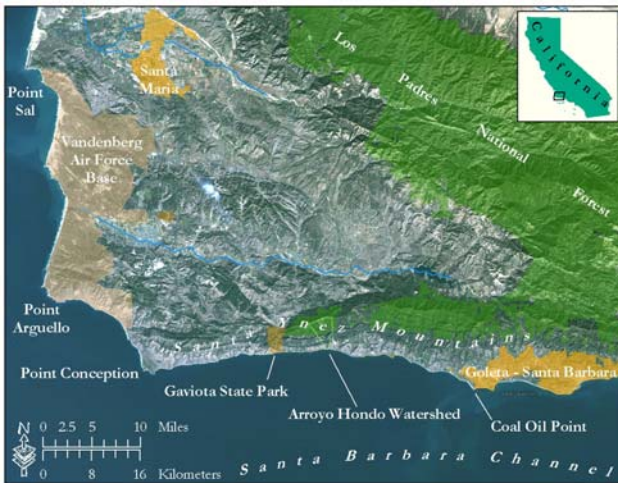 California
Los Padres National Forest
Santa
Maria
Point
Sal
Vandenberg
Air Force
Base
Point
Arguello
Santa Ynez Mountains
Point Conception
Goleta - Santa Barbara
Gaviota State Park
Arroyo Hondo Watershed
Coal Oil Point
N
0 2.5 5 10 Miles
0 8 16 Kilometers
Santa Barbara Channel